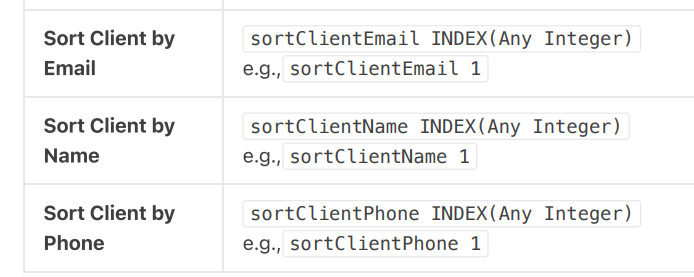 Sort Client by Email
sortClientEmail INDEX(Any Integer)
e.g., sortClientEmail 1
Sort Client by Name
sortClientName INDEX(Any Integer)
e.g., sortClientName 1
Sort Client by Phone
sortClientPhone INDEX(Any Integer)
e.g., sortClientPhone 1